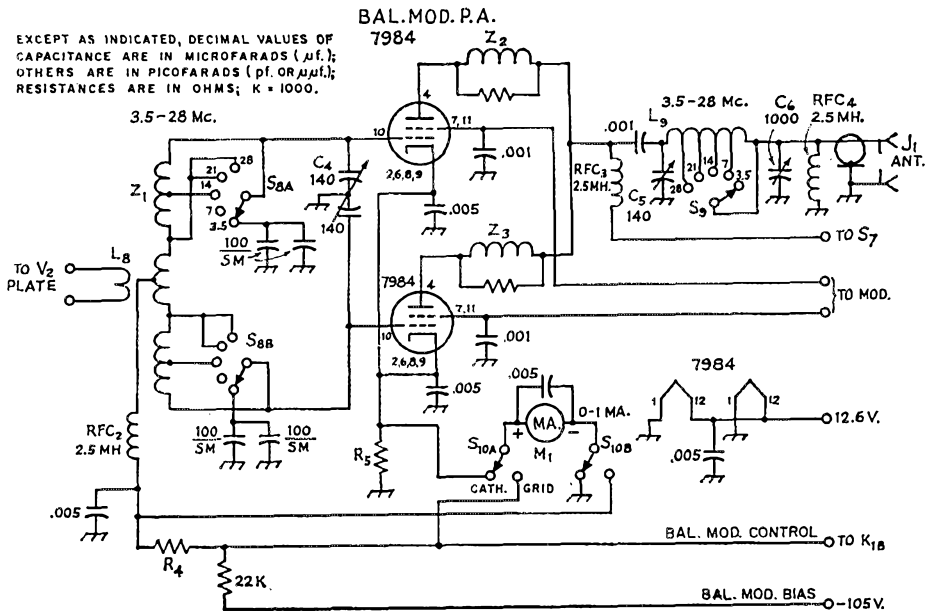 BAL. MOD. P.A.
7984
EXCEPT AS INDICATED, DECIMAL VALUES OF
CAPACITANCE ARE IN MICROFARADS (µf.);
OTHERS ARE IN PICOFARADS (pf. OR µµf.);
RESISTANCES ARE IN OHMS; K = 1000.
3.5-28 Mc.
Z2
4
10
7,11
2,6,8,9
.001
.005
Z1
28
21
14
7
3.5
S8A
C4
140
140
100
SM
TO V2
PLATE
L8
S8B
100
SM
100
SM
RFC2
2.5 MH
.005
Z3
7984
4
10
7,11
2,6,8,9
.001
.005
.001
L9
3.5-28 Mc.
C6
1000
RFC4
2.5 MH.
J1
ANT.
RFC3
2.5MH.
C5
140
28
21
14
7
3.5
S9
TO S7
TO MOD.
R5
.005
MA.
+
-
M1
0-1 MA.
S10A
S10B
CATH.
GRID
7984
1
12
1
12
.005
12.6 V.
BAL. MOD. CONTROL
TO K1B
R4
22K
BAL. MOD. BIAS
-105V.